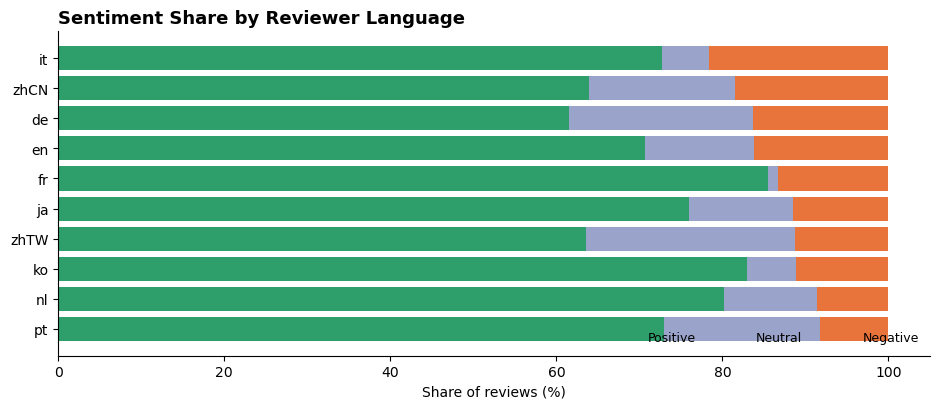 Sentiment Share by Reviewer Language
it
zhCN
de
en
fr
ja
zhTW
ko
nl
pt
Positive Neutral Negative
0 20 40 60 80 100
Share of reviews (%)